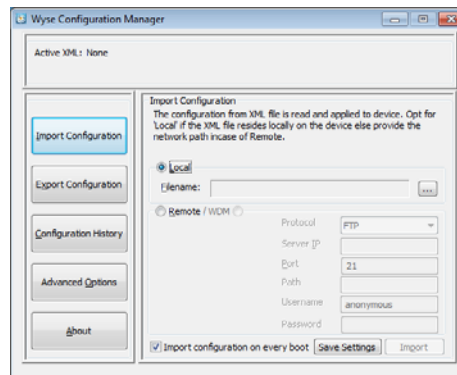 Wyse Configuration Manager
Active XML: None
Import Configuration
Export Configuration
Configuration History
Advanced Options
About
Import Configuration
The configuration from XML file is read and applied to device. Opt for
'Local' if the XML file resides locally on the device else provide the
network path incase of Remote.
Local
Filename:
...
Remote / WDM
Protocol FTP
Server IP
Port 21
Path
Username anonymous
Password
Import configuration on every boot Save Settings Import